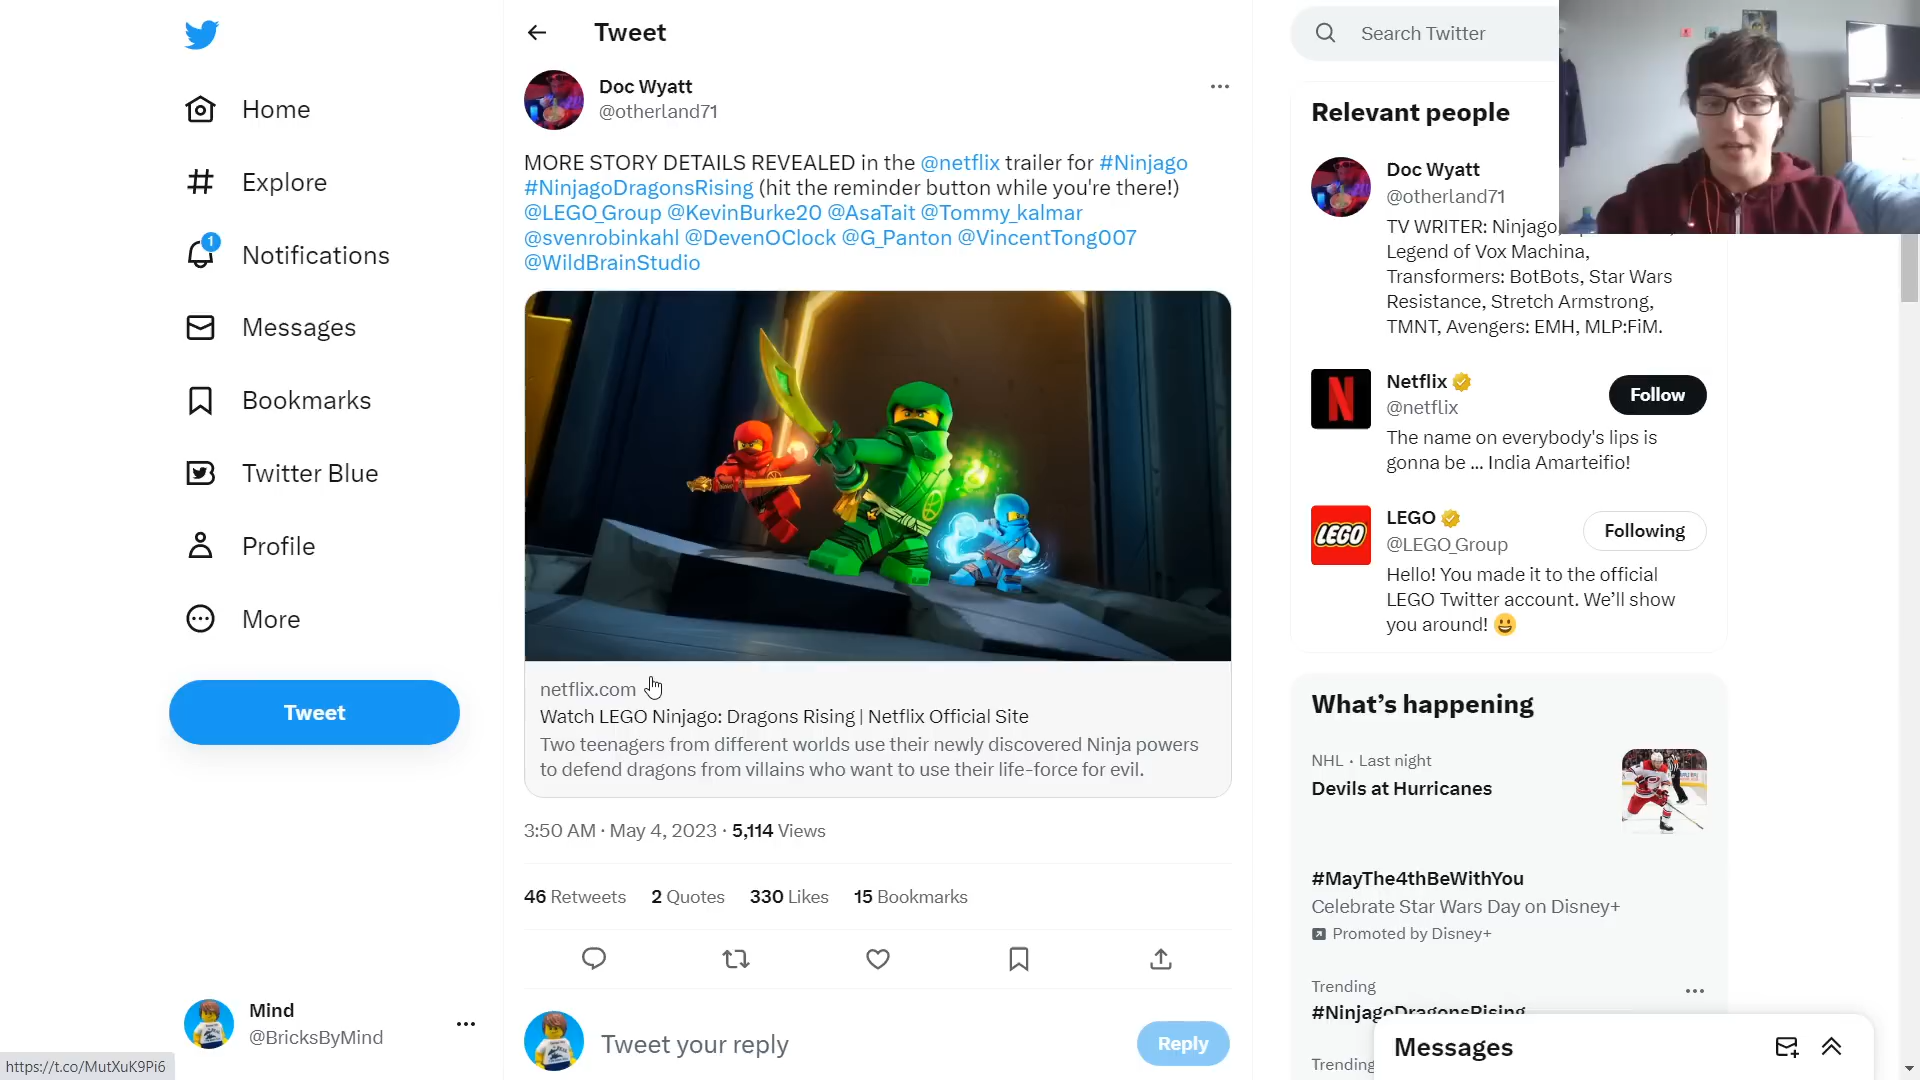 Tweet
Search Twitter
Home
Explore
1
Notifications
Messages
Bookmarks
Twitter Blue
Profile
More
Tweet
Mind
@BricksByMind
https://t.co/MutXuK9Pi6
Doc Wyatt
@otherland71
MORE STORY DETAILS REVEALED in the @netflix trailer for #Ninjago
#NinjagoDragonsRising (hit the reminder button while you're there!)
@LEGO_Group @KevinBurke20 @AsaTait @Tommy_kalmar
@svenrobinkahl @DevenOClock @G_Panton @VincentTong007
@WildBrainStudio
netflix.com
Watch LEGO Ninjago: Dragons Rising | Netflix Official Site
Two teenagers from different worlds use their newly discovered Ninja powers
to defend dragons from villains who want to use their life-force for evil.
3:50 AM · May 4, 2023 · 5,114 Views
46 Retweets 2 Quotes 330 Likes 15 Bookmarks
Tweet your reply
Reply
Relevant people
Doc Wyatt
@otherland71
TV WRITER: Ninjago,
Legend of Vox Machina,
Transformers: BotBots, Star Wars
Resistance, Stretch Armstrong,
TMNT, Avengers: EMH, MLP:FiM.
N
Netflix
@netflix
Follow
The name on everybody's lips is
gonna be ... India Amarteifio!
LEGO
LEGO
@LEGO_Group
Following
Hello! You made it to the official
LEGO Twitter account. We’ll show
you around!
What’s happening
NHL · Last night
Devils at Hurricanes
#MayThe4thBeWithYou
Celebrate Star Wars Day on Disney+
Promoted by Disney+
Trending
#NinjagoDragonsRising
Trending
Messages